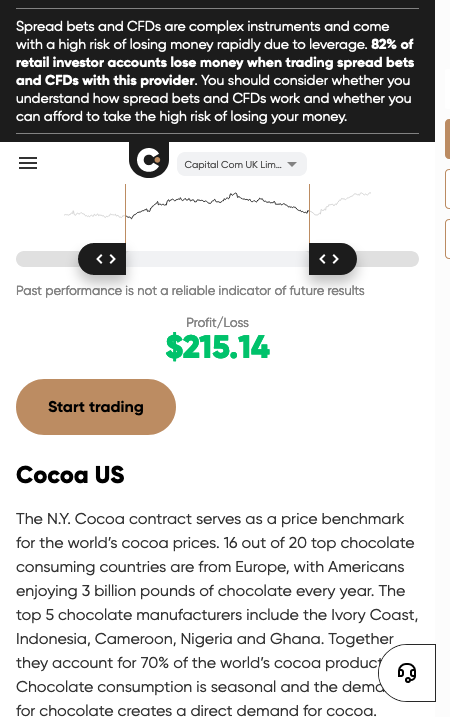 Spread bets and CFDs are complex instruments and come
with a high risk of losing money rapidly due to leverage. 82% of
retail investor accounts lose money when trading spread bets
and CFDs with this provider. You should consider whether you
understand how spread bets and CFDs work and whether you
can afford to take the high risk of losing your money.
Capital Com UK Lim...
Past performance is not a reliable indicator of future results
Profit/Loss
$215.14
Start trading
Cocoa US
The N.Y. Cocoa contract serves as a price benchmark
for the world's cocoa prices. 16 out of 20 top chocolate
consuming countries are from Europe, with Americans
enjoying 3 billion pounds of chocolate every year. The
top 5 chocolate manufacturers include the Ivory Coast,
Indonesia, Cameroon, Nigeria and Ghana. Together
they account for 70% of the world's cocoa
Chocolate consumption is seasonal and the
for chocolate creates a direct demand for cocoa.